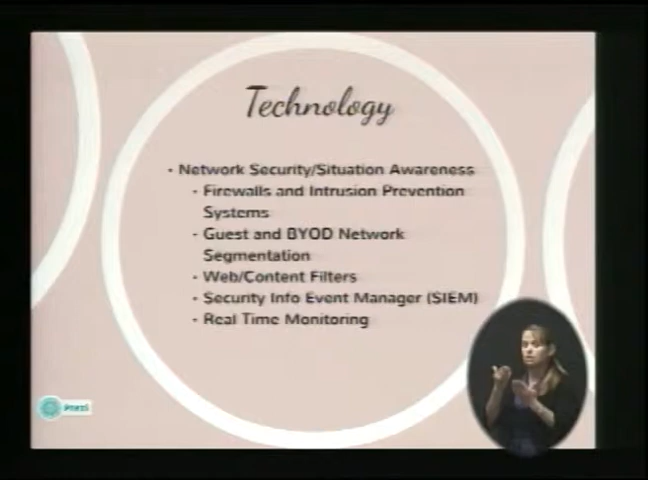 Technology
· Network Security/Situation Awareness
· Firewalls and Intrusion Prevention
Systems
· Guest and BYOD Network
Segmentation
· Web/Content Filters
· Security Info Event Manager (SIEM)
· Real Time Monitoring
Prezi